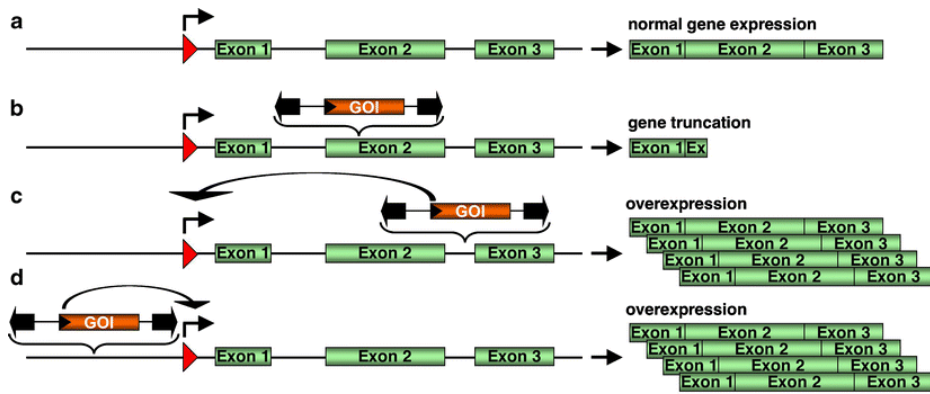 a
normal gene expression
Exon 1 Exon 2 Exon 3 Exon 1 Exon 2 Exon 3
b
GOI
gene truncation
Exon 1 Exon 2 Exon 3 Exon 1 Ex
c
GOI
overexpression
Exon 1 Exon 2 Exon 3
Exon 1 Exon 2 Exon 3
Exon 1 Exon 2 Exon 3 Exon 1 Exon 2 Exon 3
Exon 1 Exon 2 Exon 3
d
GOI
overexpression
Exon 1 Exon 2 Exon 3
Exon 1 Exon 2 Exon 3
Exon 1 Exon 2 Exon 3 Exon 1 Exon 2 Exon 3
Exon 1 Exon 2 Exon 3